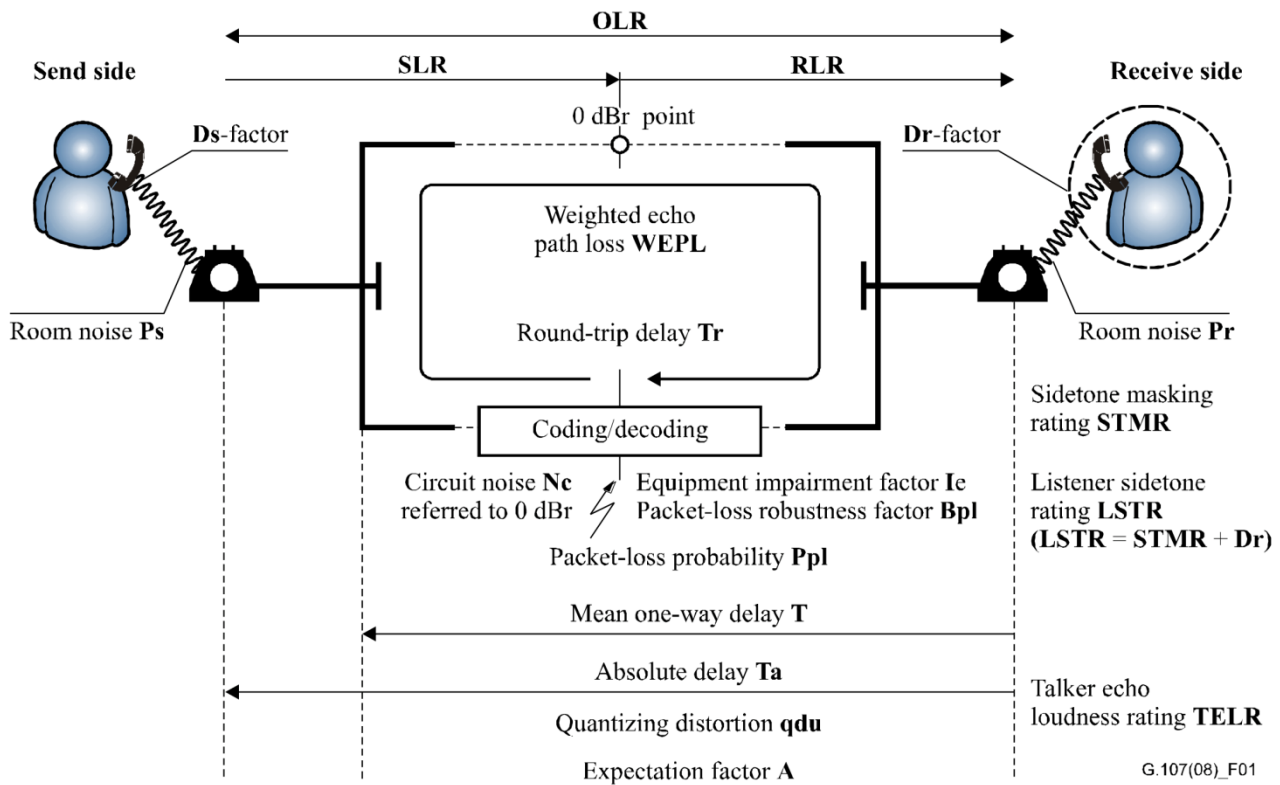 OLR
Send side
SLR
RLR
Receive side
0 dBr point
Ds-factor
Dr-factor
Weighted echo
path loss WEPL
Room noise Ps
Round-trip delay Tr
Room noise Pr
Coding/decoding
Sidetone masking
rating STMR
Circuit noise Nc
referred to 0 dBr
Equipment impairment factor Ie
Packet-loss robustness factor Bpl
Listener sidetone
rating LSTR
(LSTR = STMR + Dr)
Packet-loss probability Ppl
Mean one-way delay T
Absolute delay Ta
Talker echo
loudness rating TELR
Quantizing distortion qdu
Expectation factor A
G.107(08)_F01